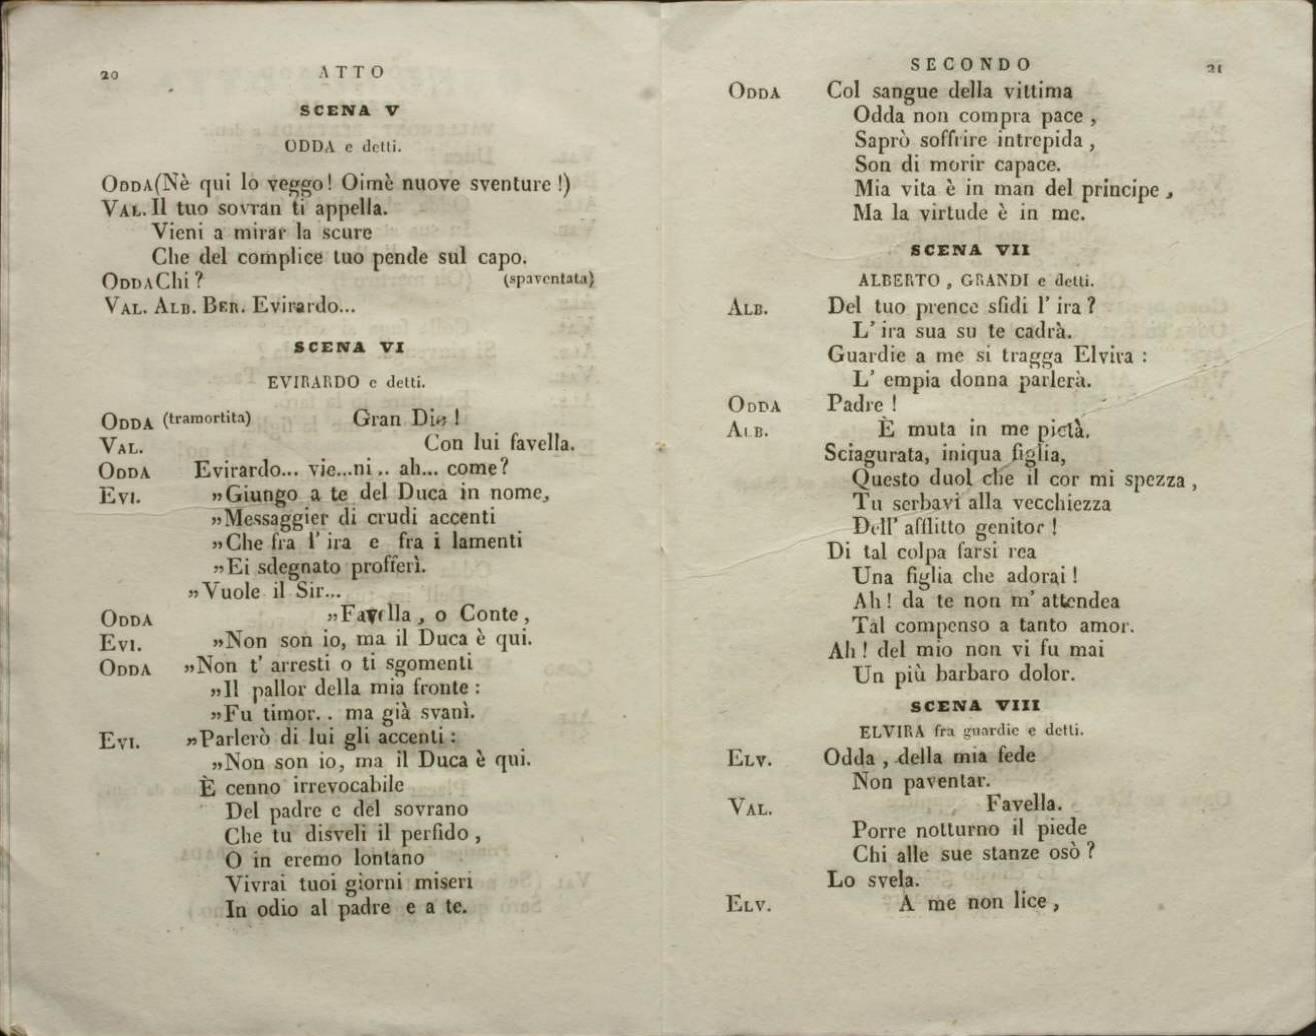 20 ATTO
SCENA V
ODDA e detti.
ODDA (Nè qui lo veggo! Oimè nuove sventure!)
VAL. Il tuo sovran ti appella.
Vieni a mirar la scure
Che del complice tuo pende sul capo.
ODDA Chi? (spaventata)
VAL. ALB. BER. Evirardo...
SCENA VI
EVIRARDO e detti.
ODDA (tramortita) Gran Dio!
VAL. Con lui favella.
ODDA Evirardo... vie...ni .. ah... come?
EVI. „Giungo a te del Duca in nome,
„Messaggier di crudi accenti
„Che fra l' ira e fra i lamenti
„Ei sdegnato profferì.
„Vuole il Sir...
ODDA „Favella, o Conte,
EVI. „Non son io, ma il Duca è qui.
ODDA „Non t' arresti o ti sgomenti
„Il pallor della mia fronte:
„Fu timor. . ma già svanì.
EVI. „Parlerò di lui gli accenti:
„Non son io, ma il Duca è qui.
È cenno irrevocabile
Del padre e del sovrano
Che tu disveli il perfido,
O in eremo lontano
Vivrai tuoi giorni miseri
In odio al padre e a te.
SECONDO 21
ODDA Col sangue della vittima
Odda non compra pace,
Saprò soffrire intrepida,
Son di morir capace.
Mia vita è in man del principe,
Ma la virtude è in me.
SCENA VII
ALBERTO, GRANDI e detti.
ALB. Del tuo prence sfidi l' ira?
L' ira sua su te cadrà.
Guardie a me si tragga Elvira:
L' empia donna parlerà.
ODDA Padre!
ALB. È muta in me pietà.
Sciagurata, iniqua figlia,
Questo duol che il cor mi spezza,
Tu serbavi alla vecchiezza
Dell' afflitto genitor!
Di tal colpa farsi rea
Una figlia che adorai!
Ah! da te non m' attendea
Tal compenso a tanto amor.
Ah! del mio non vi fu mai
Un più barbaro dolor.
SCENA VIII
ELVIRA fra guardie e detti.
ELV. Odda, della mia fede
Non paventar.
VAL. Favella.
Porre notturno il piede
Chi alle sue stanze osò?
Lo svela.
ELV. A me non lice,